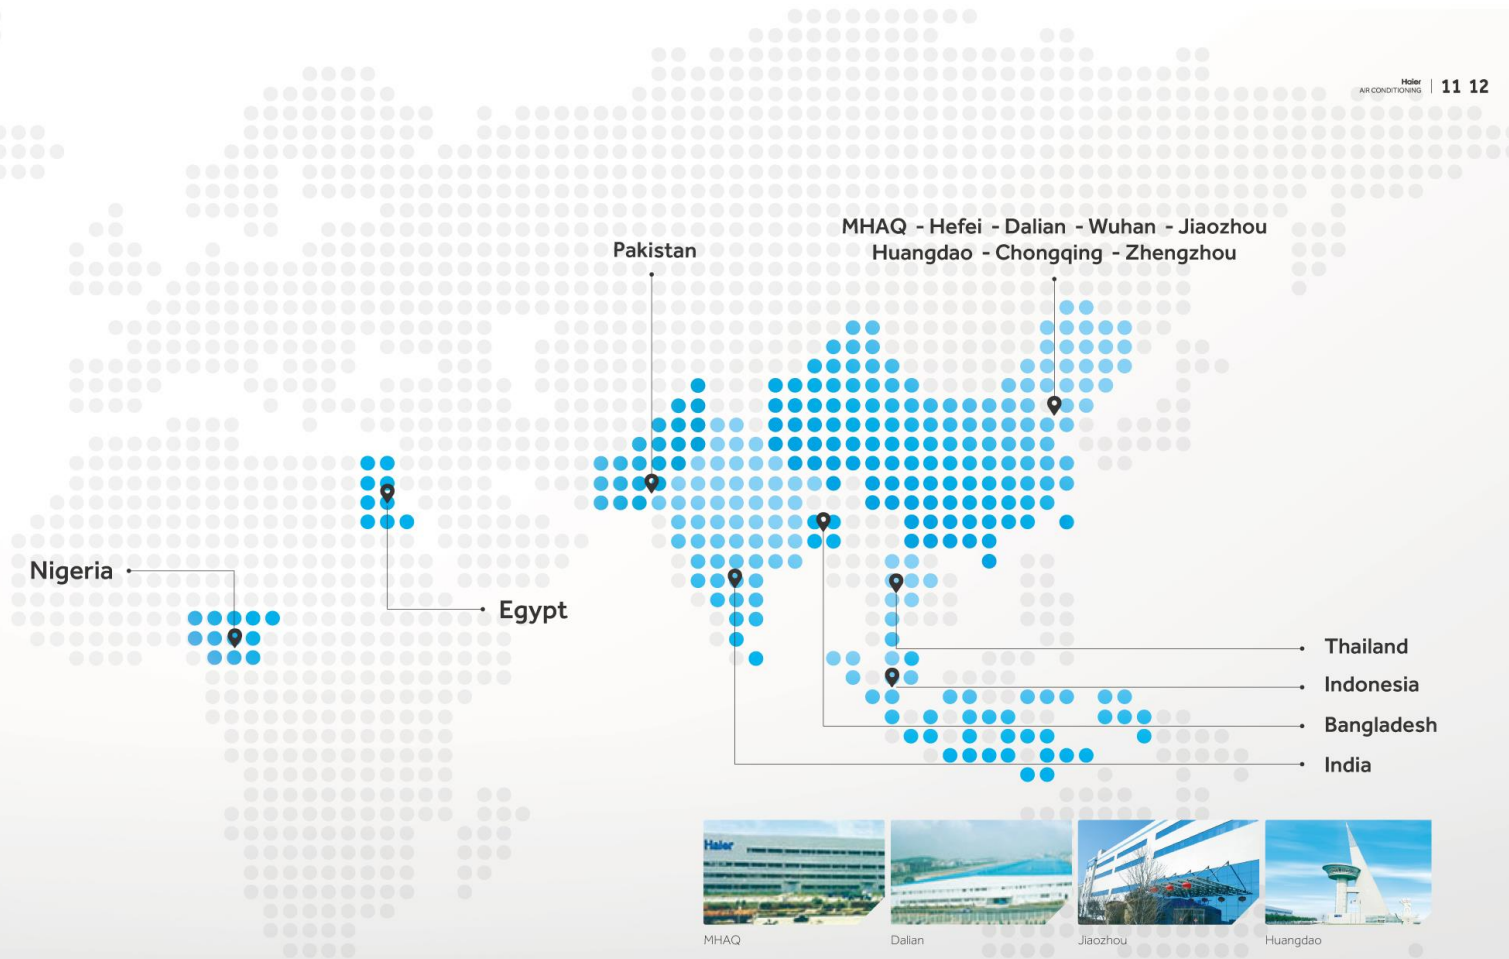 Haier
AIR CONDITIONING
11 12
MHAQ - Hefei - Dalian - Wuhan - Jiaozhou
Huangdao - Chongqing - Zhengzhou
Pakistan
Nigeria
Egypt
Thailand
Indonesia
Bangladesh
India
Haier
MHAQ
Dalian
Jiaozhou
Huangdao